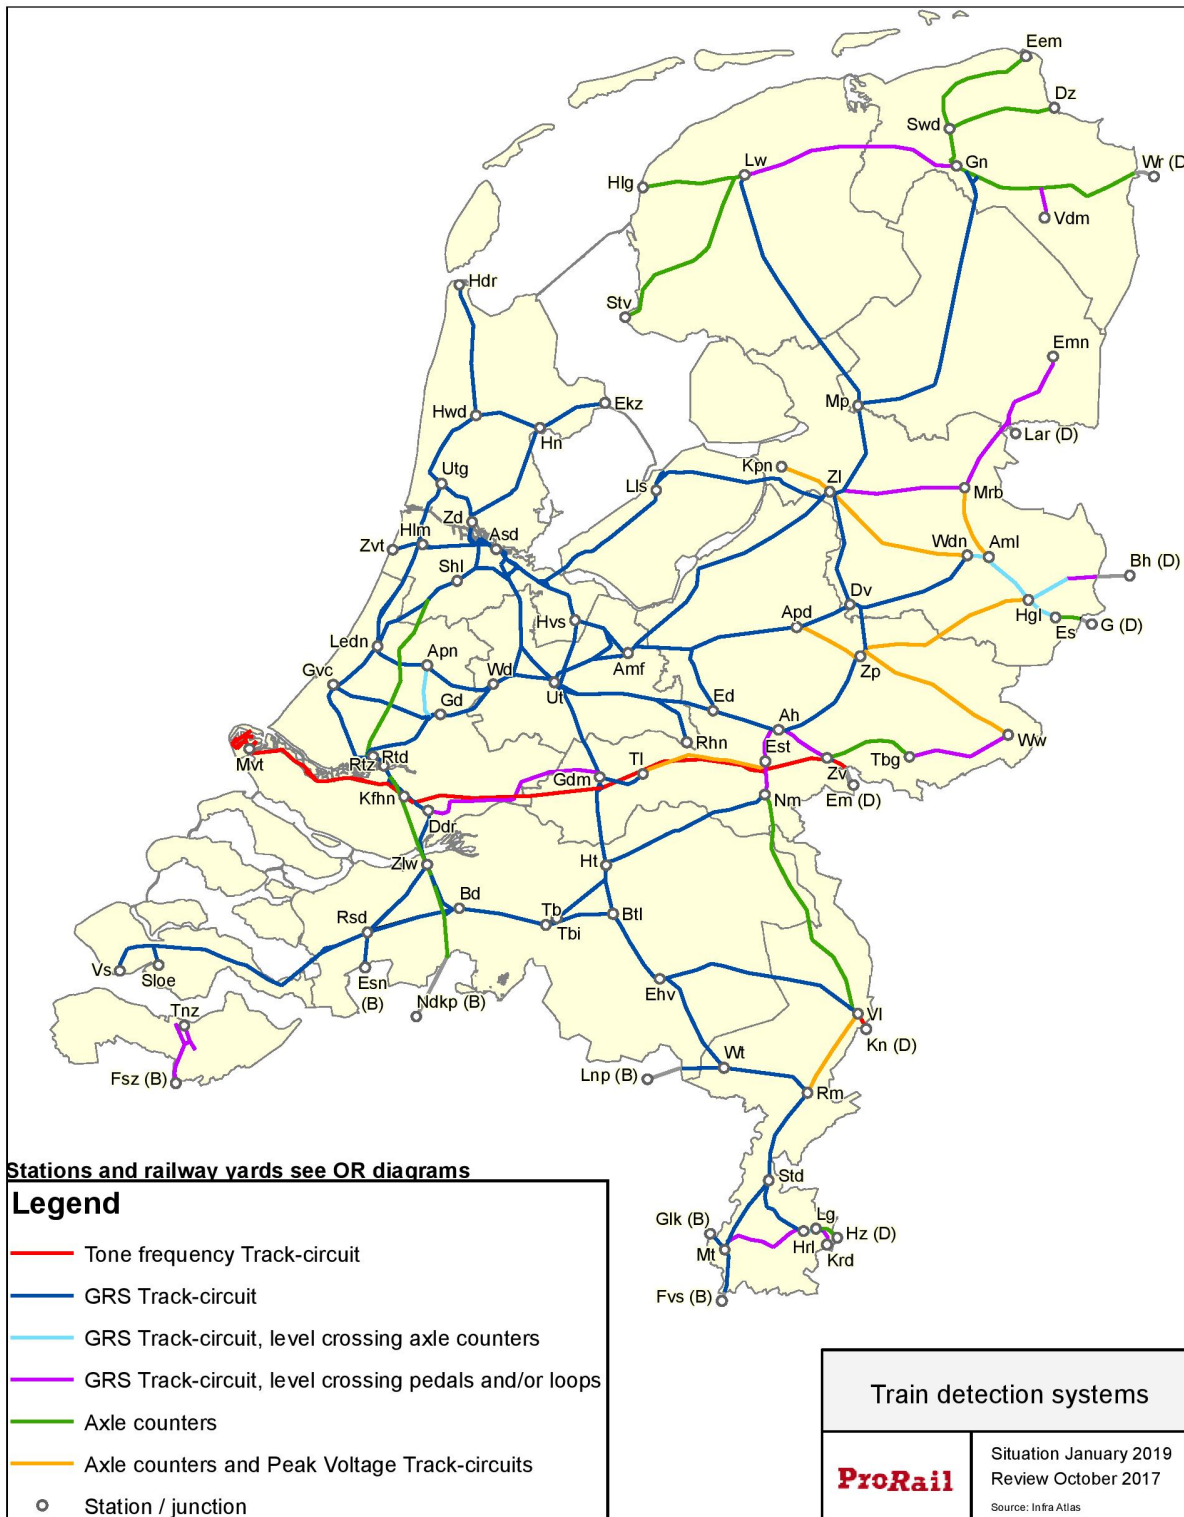 Eem
Dz
Swd
Gn
Wr (D
Lw
Hlg
Vdm
Stv
Hdr
Emn
Mp
Ekz
Hwd
Hn
Lar (D)
Kpn
Zl
Mrb
Utg
Lls
Zd
Hlm
Asd
Zvt
Wdn
Aml
Shl
Bh (D)
Dv
Hgl
Es
G (D)
Apd
Hvs
Ledn
Apn
Amf
Zp
Gvc
Wd
Ut
Gd
Ed
Ah
Ww
Rhn
Est
Mvt
Rtd
Rtz
Tl
Gdm
Zv
Tbg
Em (D)
Kfhn
Nm
Ddr
Zlw
Ht
Bd
Tb
Btl
Tbi
Rsd
Vs
Sloe
Esn
(B)
Ndkp (B)
Ehv
Tnz
Vl
Kn (D)
Fsz (B)
Lnp (B)
Wt
Rm
Std
Glk (B)
Lg
Hz (D)
Mt
Hrl
Krd
Fvs (B)
Stations and railway yards see OR diagrams
Legend
Tone frequency Track-circuit
GRS Track-circuit
GRS Track-circuit, level crossing axle counters
GRS Track-circuit, level crossing pedals and/or loops
Axle counters
Axle counters and Peak Voltage Track-circuits
Station / junction
Train detection systems
ProRail
Situation January 2019
Review October 2017
Source: Infra Atlas